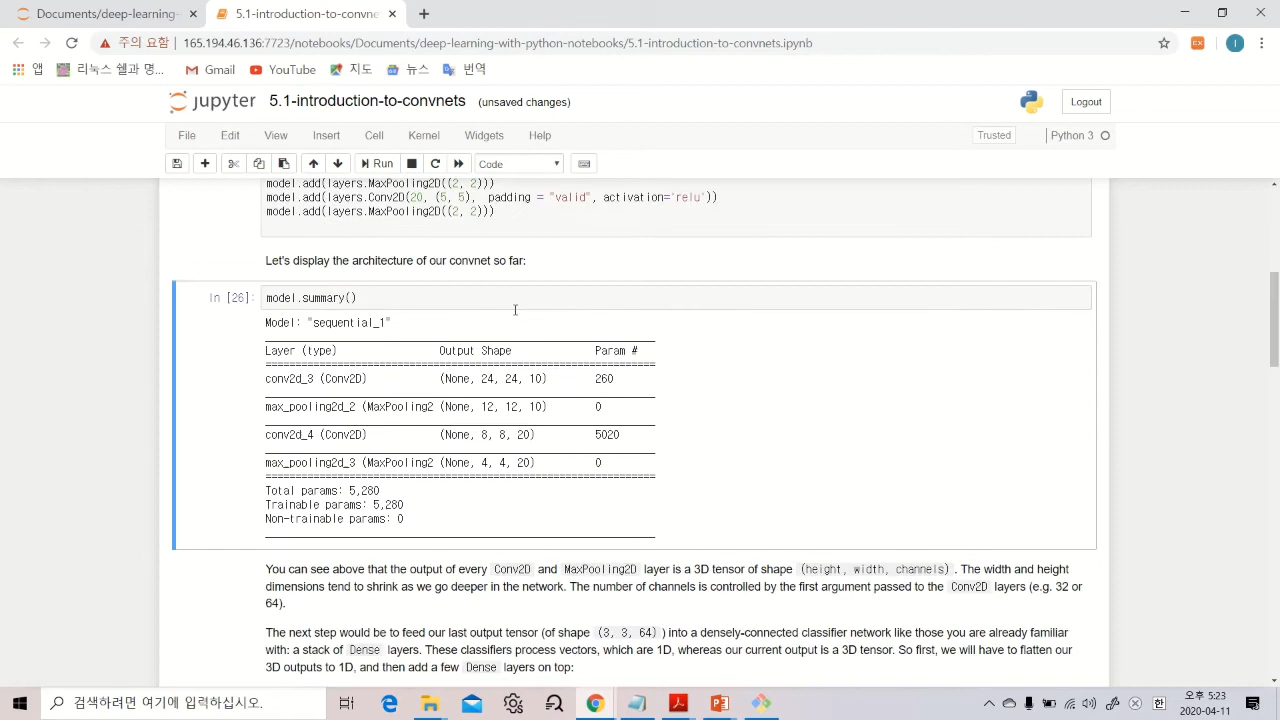 Documents/deep-learning-
5.1-introduction-to-convne
주의 요함
165.194.46.136:7723/notebooks/Documents/deep-learning-with-python-notebooks/5.1-introduction-to-convnets.ipynb
앱
리눅스 쉘과 명...
Gmail
YouTube
지도
뉴스
번역
jupyter 5.1-introduction-to-convnets (unsaved changes)
Logout
File Edit View Insert Cell Kernel Widgets Help
Trusted
Python 3
Run
Code
model.add(layers.MaxPooling2D((2, 2)))
model.add(layers.Conv2D(20, (5, 5), padding = "valid", activation='relu'))
model.add(layers.MaxPooling2D((2, 2)))
Let's display the architecture of our convnet so far:
In [26]: model.summary()
Model: "sequential_1"
Layer (type) Output Shape Param #
=================================================================
conv2d_3 (Conv2D) (None, 24, 24, 10) 260
max_pooling2d_2 (MaxPooling2 (None, 12, 12, 10) 0
conv2d_4 (Conv2D) (None, 8, 8, 20) 5020
max_pooling2d_3 (MaxPooling2 (None, 4, 4, 20) 0
=================================================================
Total params: 5,280
Trainable params: 5,280
Non-trainable params: 0
You can see above that the output of every Conv2D and MaxPooling2D layer is a 3D tensor of shape (height, width, channels). The width and height
dimensions tend to shrink as we go deeper in the network. The number of channels is controlled by the first argument passed to the Conv2D layers (e.g. 32 or
64).
The next step would be to feed our last output tensor (of shape (3, 3, 64)) into a densely-connected classifier network like those you are already familiar
with: a stack of Dense layers. These classifiers process vectors, which are 1D, whereas our current output is a 3D tensor. So first, we will have to flatten our
3D outputs to 1D, and then add a few Dense layers on top:
검색하려면 여기에 입력하십시오.
한
오후 5:23
2020-04-11